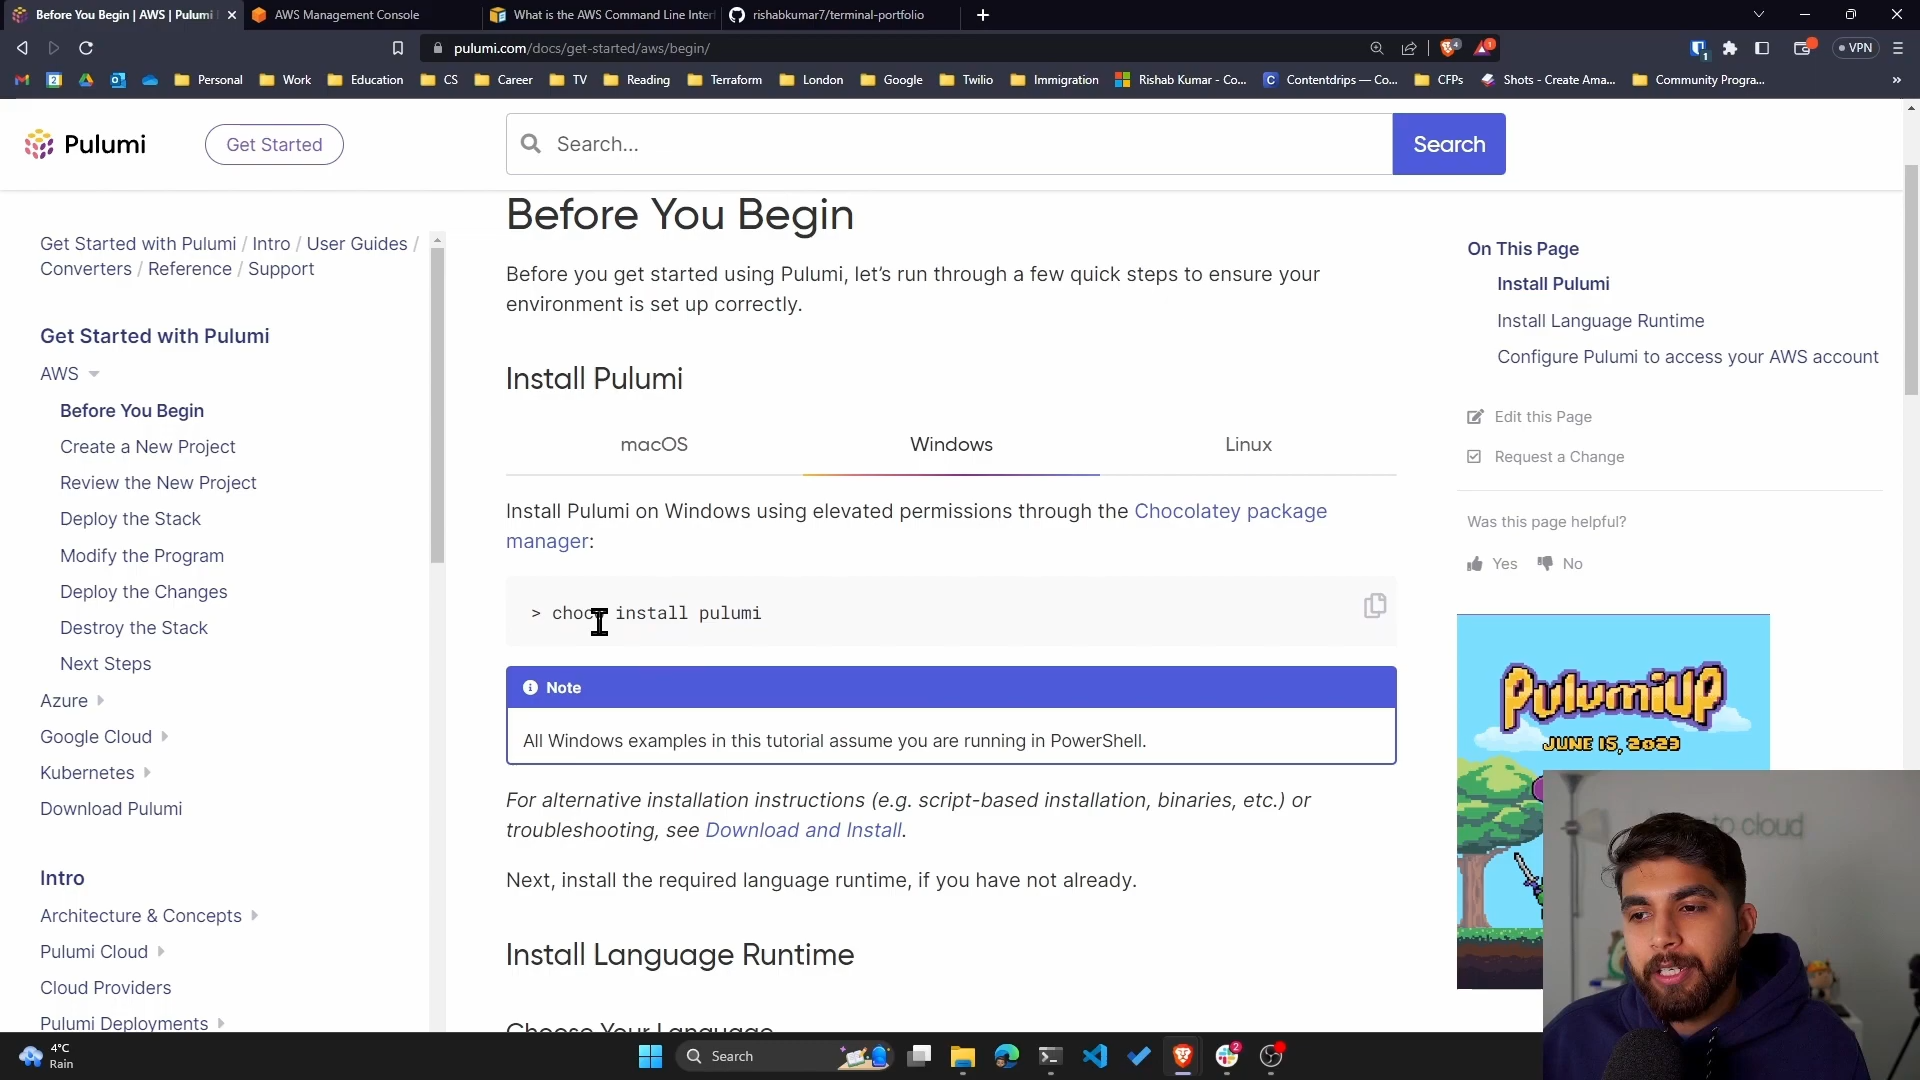 Before You Begin | AWS | Pulumi
AWS Management Console
What is the AWS Command Line Inter
rishabkumar7/terminal-portfolio
pulumi.com/docs/get-started/aws/begin/
4
1
1
VPN
2
Personal
Work
Education
CS
Career
TV
Reading
Terraform
London
Google
Twilio
Immigration
Rishab Kumar - Co...
Contentdrips — Co...
CFPs
Shots - Create Ama...
Community Progra...
»
Pulumi
Get Started
Search...
Search
Get Started with Pulumi / Intro / User Guides /
Converters / Reference / Support
Get Started with Pulumi
AWS
Before You Begin
Create a New Project
Review the New Project
Deploy the Stack
Modify the Program
Deploy the Changes
Destroy the Stack
Next Steps
Azure
Google Cloud
Kubernetes
Download Pulumi
Intro
Architecture & Concepts
Pulumi Cloud
Cloud Providers
Pulumi Deployments
Before You Begin
Before you get started using Pulumi, let's run through a few quick steps to ensure your
environment is set up correctly.
Install Pulumi
macOS
Windows
Linux
Install Pulumi on Windows using elevated permissions through the Chocolatey package
manager:
> choco install pulumi
Note
All Windows examples in this tutorial assume you are running in PowerShell.
For alternative installation instructions (e.g. script-based installation, binaries, etc.) or
troubleshooting, see Download and Install.
Next, install the required language runtime, if you have not already.
Install Language Runtime
Choose Your Language
On This Page
Install Pulumi
Install Language Runtime
Configure Pulumi to access your AWS account
Edit this Page
Request a Change
Was this page helpful?
Yes
No
PulumiUP
JUNE 15, 2023
to cloud
4°C
Rain
Search
2